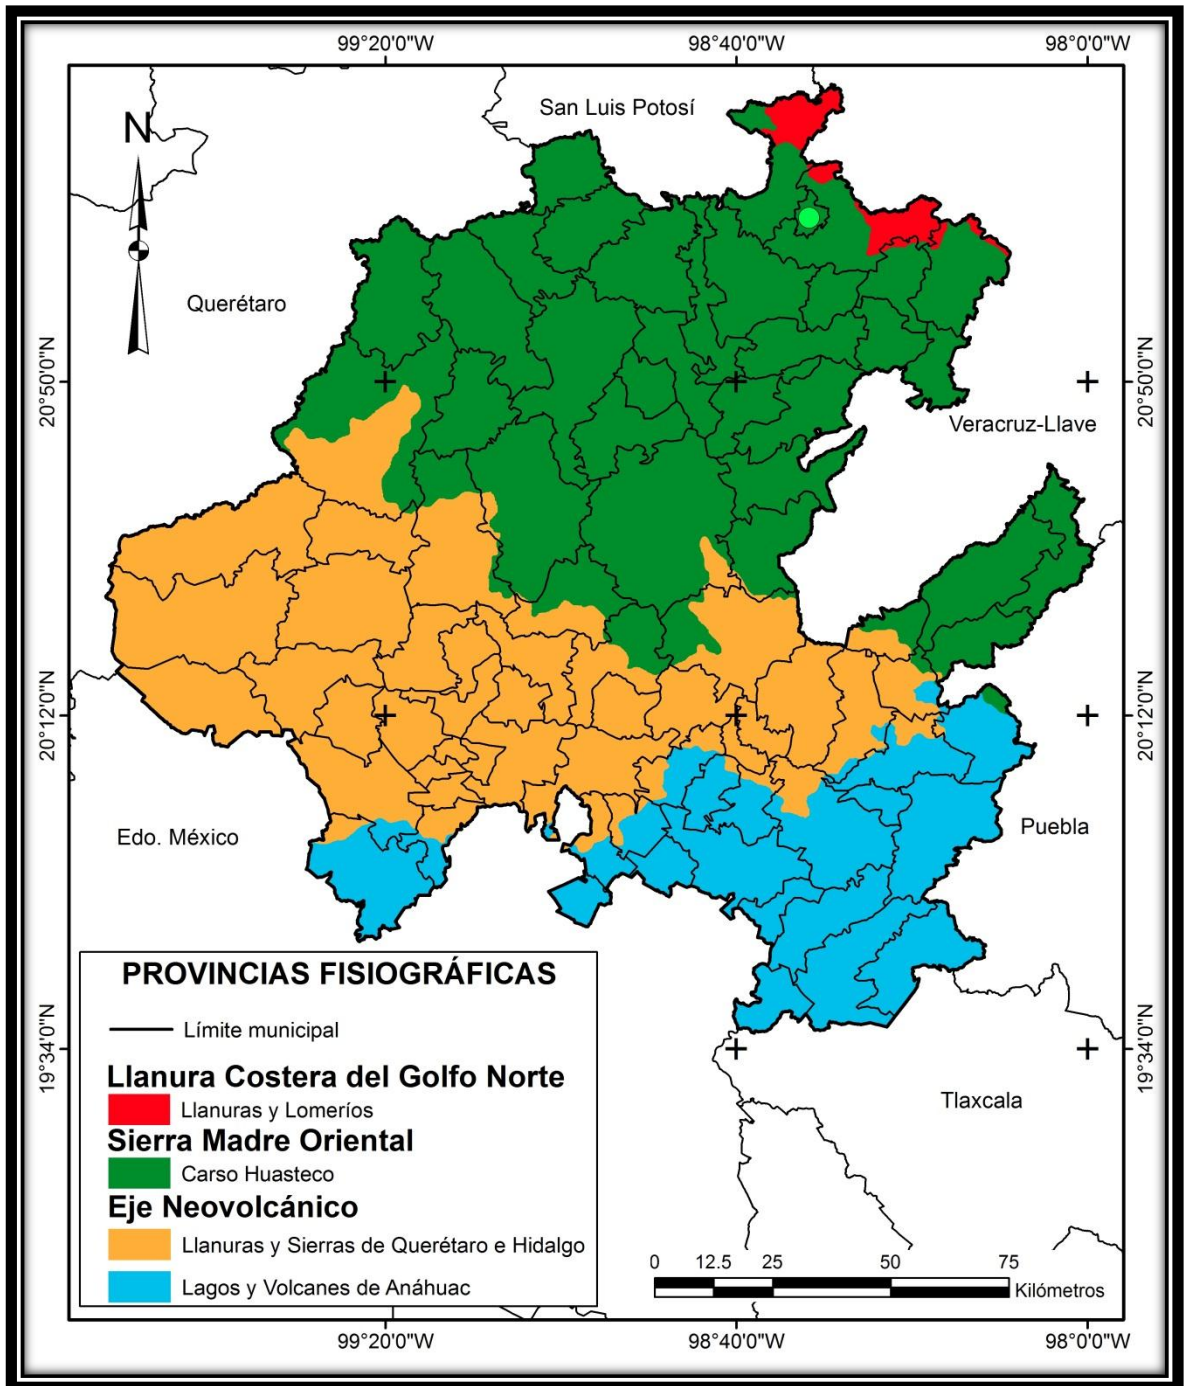 99°20'0"W
98°40'0"W
98°0'0"W
San Luis Potosí
N
Querétaro
20°50'0"N
20°50'0"N
Veracruz-Llave
20°12'0"N
20°12'0"N
Edo. México
Puebla
PROVINCIAS FISIOGRÁFICAS
Límite municipal
Llanura Costera del Golfo Norte
Llanuras y Lomeríos
Sierra Madre Oriental
Carso Huasteco
Eje Neovolcánico
Llanuras y Sierras de Querétaro e Hidalgo
Lagos y Volcanes de Anáhuac
19°34'0"N
19°34'0"N
Tlaxcala
0 12.5 25 50 75
Kilómetros
99°20'0"W
98°40'0"W
98°0'0"W